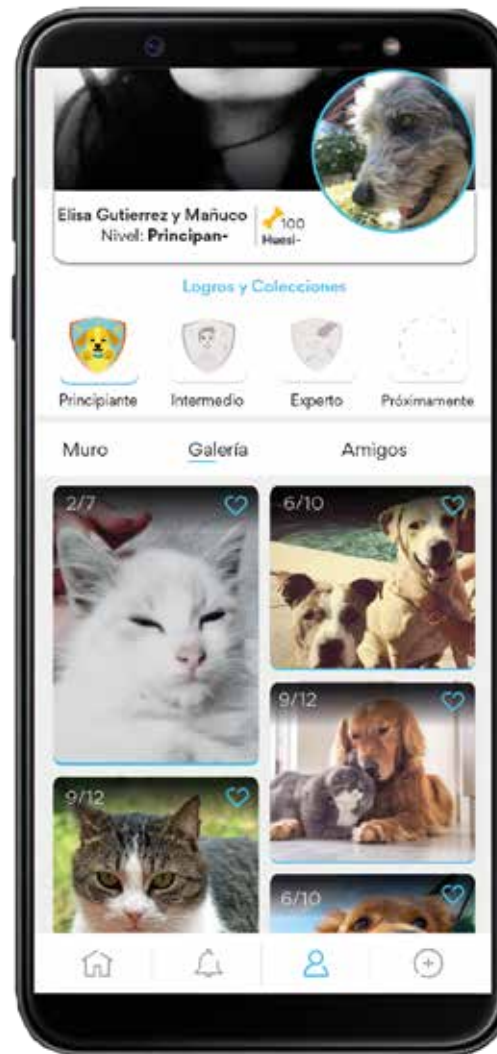 Elisa Gutierrez y Mañuco
Nivel: Principan-
100
Huesi-
Logros y Colecciones
Principiante
Intermedio
Experto
Próximamente
Muro
Galería
Amigos
2/7
6/10
9/12
9/12
6/10